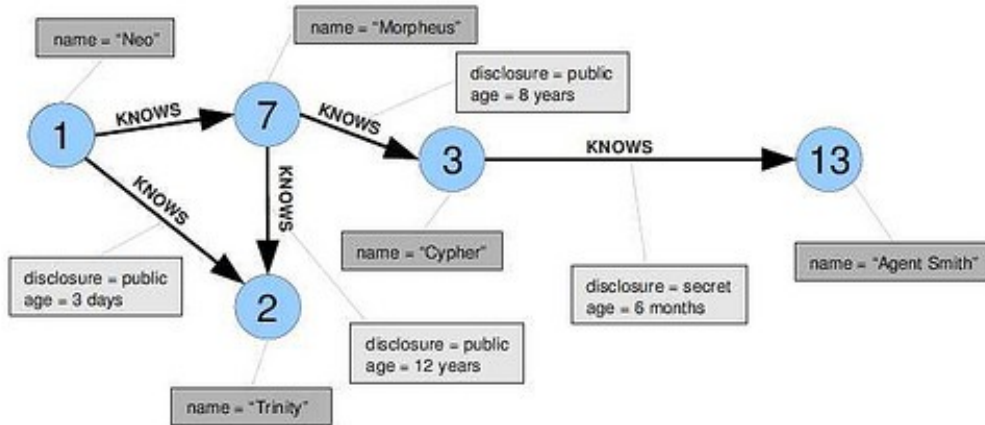 name = “Neo”
name = “Morpheus”
disclosure = public
age = 8 years
1
KNOWS
7
KNOWS
3
KNOWS
13
KNOWS
KNOWS
name = “Cypher”
name = “Agent Smith”
disclosure = public
age = 3 days
2
disclosure = secret
age = 6 months
disclosure = public
age = 12 years
name = “Trinity”